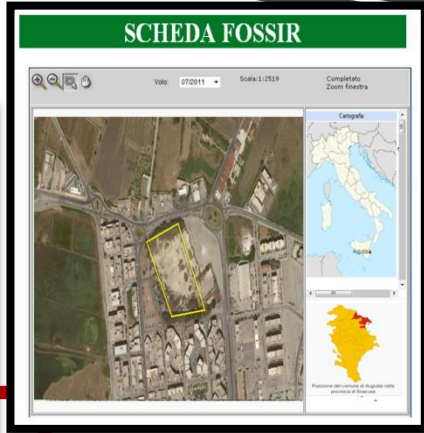 SCHEDA FOSSIR
Volo: 07/2011
Scala:1:2519
Completato
Zoom finestra
Cartografia
Augusta
Posizione del comune di Augusta nella
provincia di Siracusa